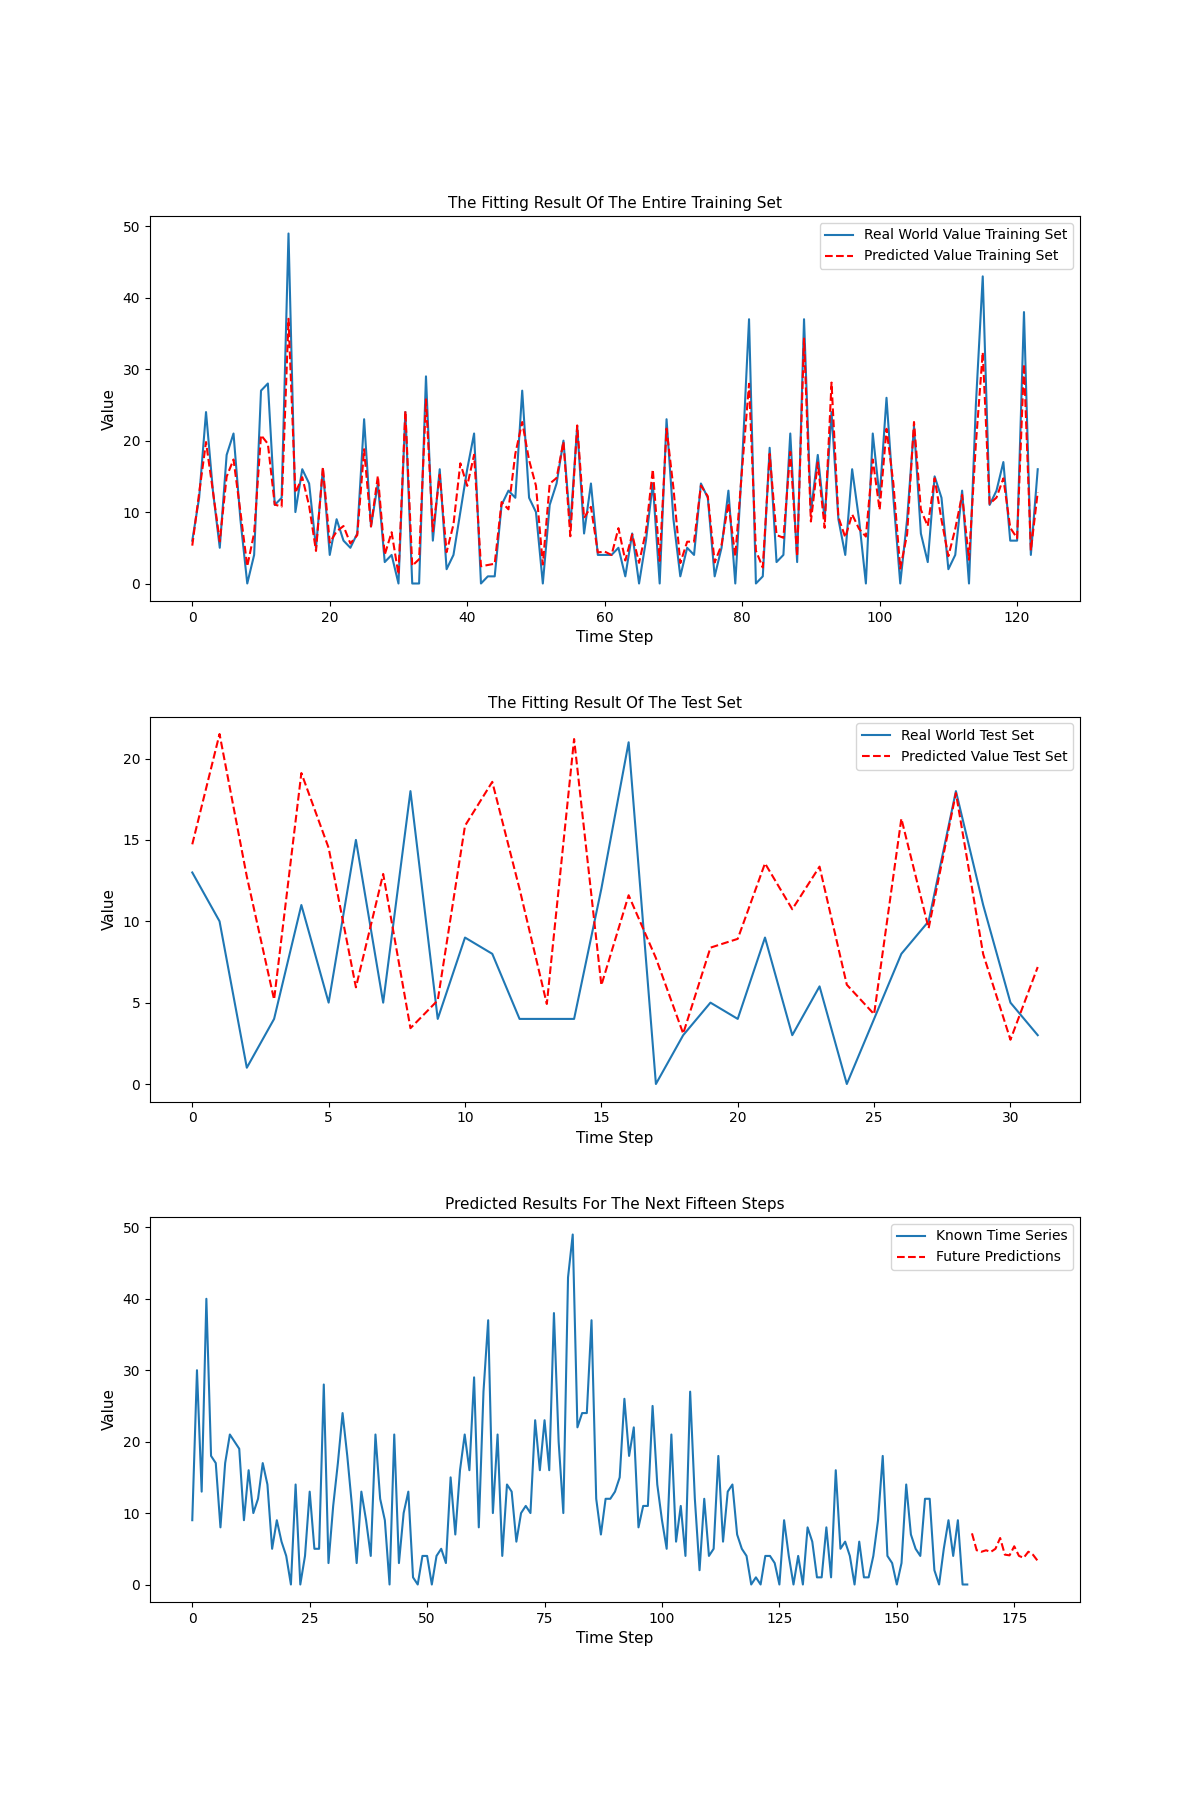 The Fitting Result Of The Entire Training Set
50
40
30
20
10
0
Value
Real World Value Training Set
Predicted Value Training Set
0 20 40 60 80 100 120
Time Step
The Fitting Result Of The Test Set
20
15
10
5
0
Value
Real World Test Set
Predicted Value Test Set
0 5 10 15 20 25 30
Time Step
Predicted Results For The Next Fifteen Steps
50
40
30
20
10
0
Value
Known Time Series
Future Predictions
0 25 50 75 100 125 150 175
Time Step